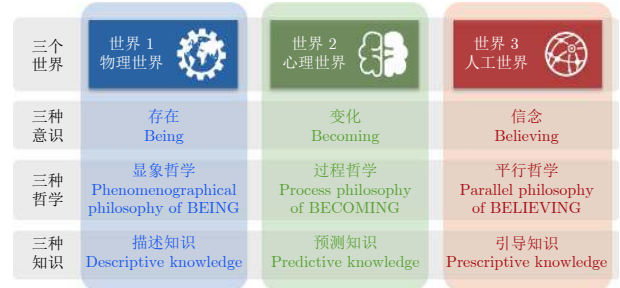 三个
世界
世界 1
物理世界
世界 2
心理世界
世界 3
人工世界
三种
意识
存在
Being
变化
Becoming
信念
Believing
三种
哲学
显象哲学
Phenomenographical
philosophy of BEING
过程哲学
Process philosophy
of BECOMING
平行哲学
Parallel philosophy
of BELIEVING
三种
知识
描述知识
Descriptive knowledge
预测知识
Predictive knowledge
引导知识
Prescriptive knowledge